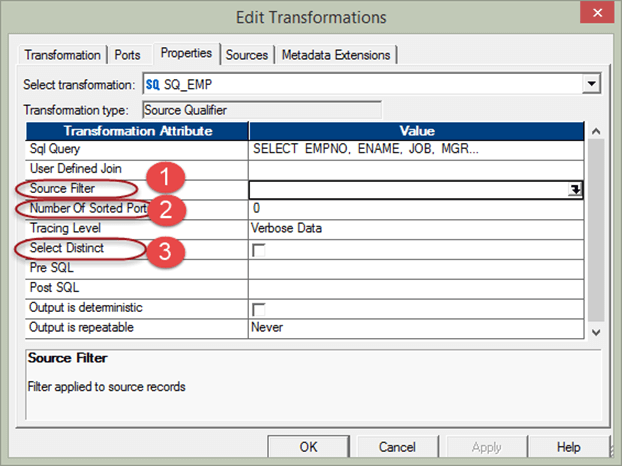 Edit Transformations
Transformation Ports Properties Sources Metadata Extensions
Select transformation: SQ SQ_EMP
Transformation type: Source Qualifier
Transformation Attribute Value
Sql Query SELECT EMPNO, ENAME, JOB, MGR...
User Defined Join
Source Filter 1
Number Of Sorted Port 2 0
Tracing Level Verbose Data
Select Distinct 3
Pre SQL
Post SQL
Output is deterministic
Output is repeatable Never
Source Filter
Filter applied to source records
OK Cancel Apply Help